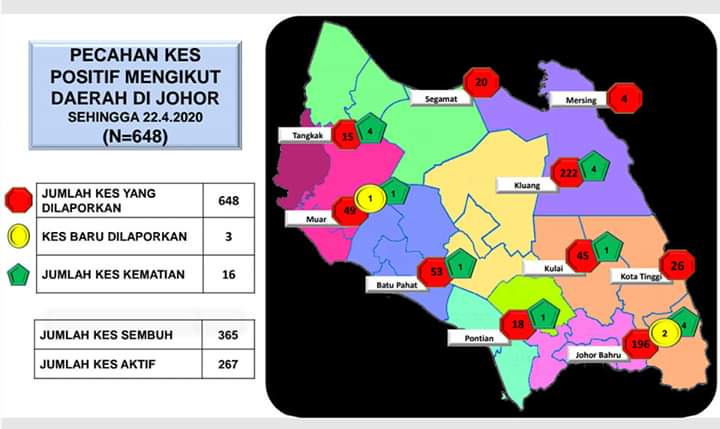 PECAHAN KES
POSITIF MENGIKUT
DAERAH DI JOHOR
SEHINGGA 22.4.2020
(N=648)
JUMLAH KES YANG
DILAPORKAN
648
KES BARU DILAPORKAN
3
JUMLAH KES KEMATIAN
16
JUMLAH KES SEMBUH
365
JUMLAH KES AKTIF
267
Segamat
20
Mersing
4
Tangkak
15
4
Kluang
222
4
Muar
49
1
1
Batu Pahat
53
1
Kulai
45
1
Kota Tinggi
26
Pontian
18
1
Johor Bahru
196
2
4